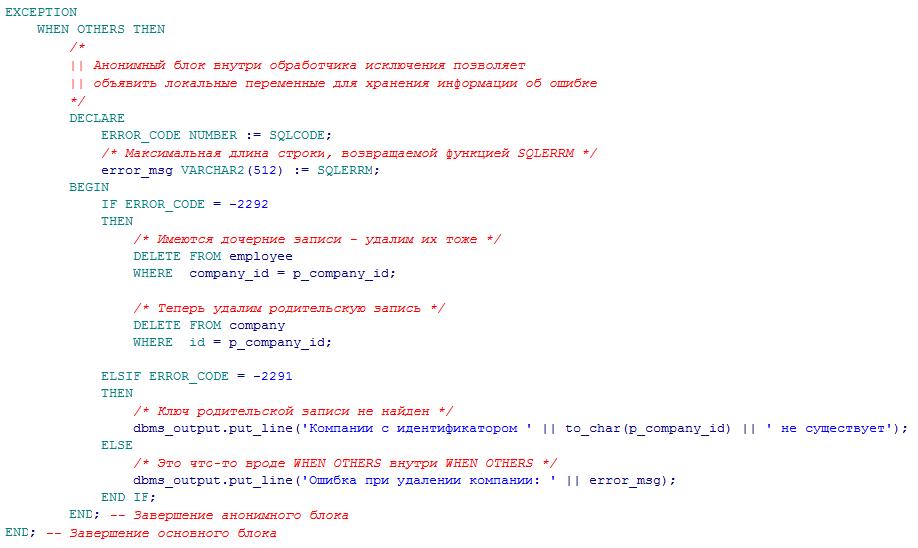 EXCEPTION
WHEN OTHERS THEN
/*
|| Анонимный блок внутри обработчика исключения позволяет
|| объявить локальные переменные для хранения информации об ошибке
*/
DECLARE
ERROR_CODE NUMBER := SQLCODE;
/* Максимальная длина строки, возвращаемой функцией SQLERRM */
error_msg VARCHAR2(512) := SQLERRM;
BEGIN
IF ERROR_CODE = -2292
THEN
/* Имеются дочерние записи - удалим их тоже */
DELETE FROM employee
WHERE  company_id = p_company_id;
/* Теперь удалим родительскую запись */
DELETE FROM company
WHERE  id = p_company_id;
ELSIF ERROR_CODE = -2291
THEN
/* Ключ родительской записи не найден */
dbms_output.put_line('Компании с идентификатором ' || to_char(p_company_id) || ' не существует');
ELSE
/* Это что-то вроде WHEN OTHERS внутри WHEN OTHERS */
dbms_output.put_line('Ошибка при удалении компании: ' || error_msg);
END IF;
END; -- Завершение анонимного блока
END; -- Завершение основного блока